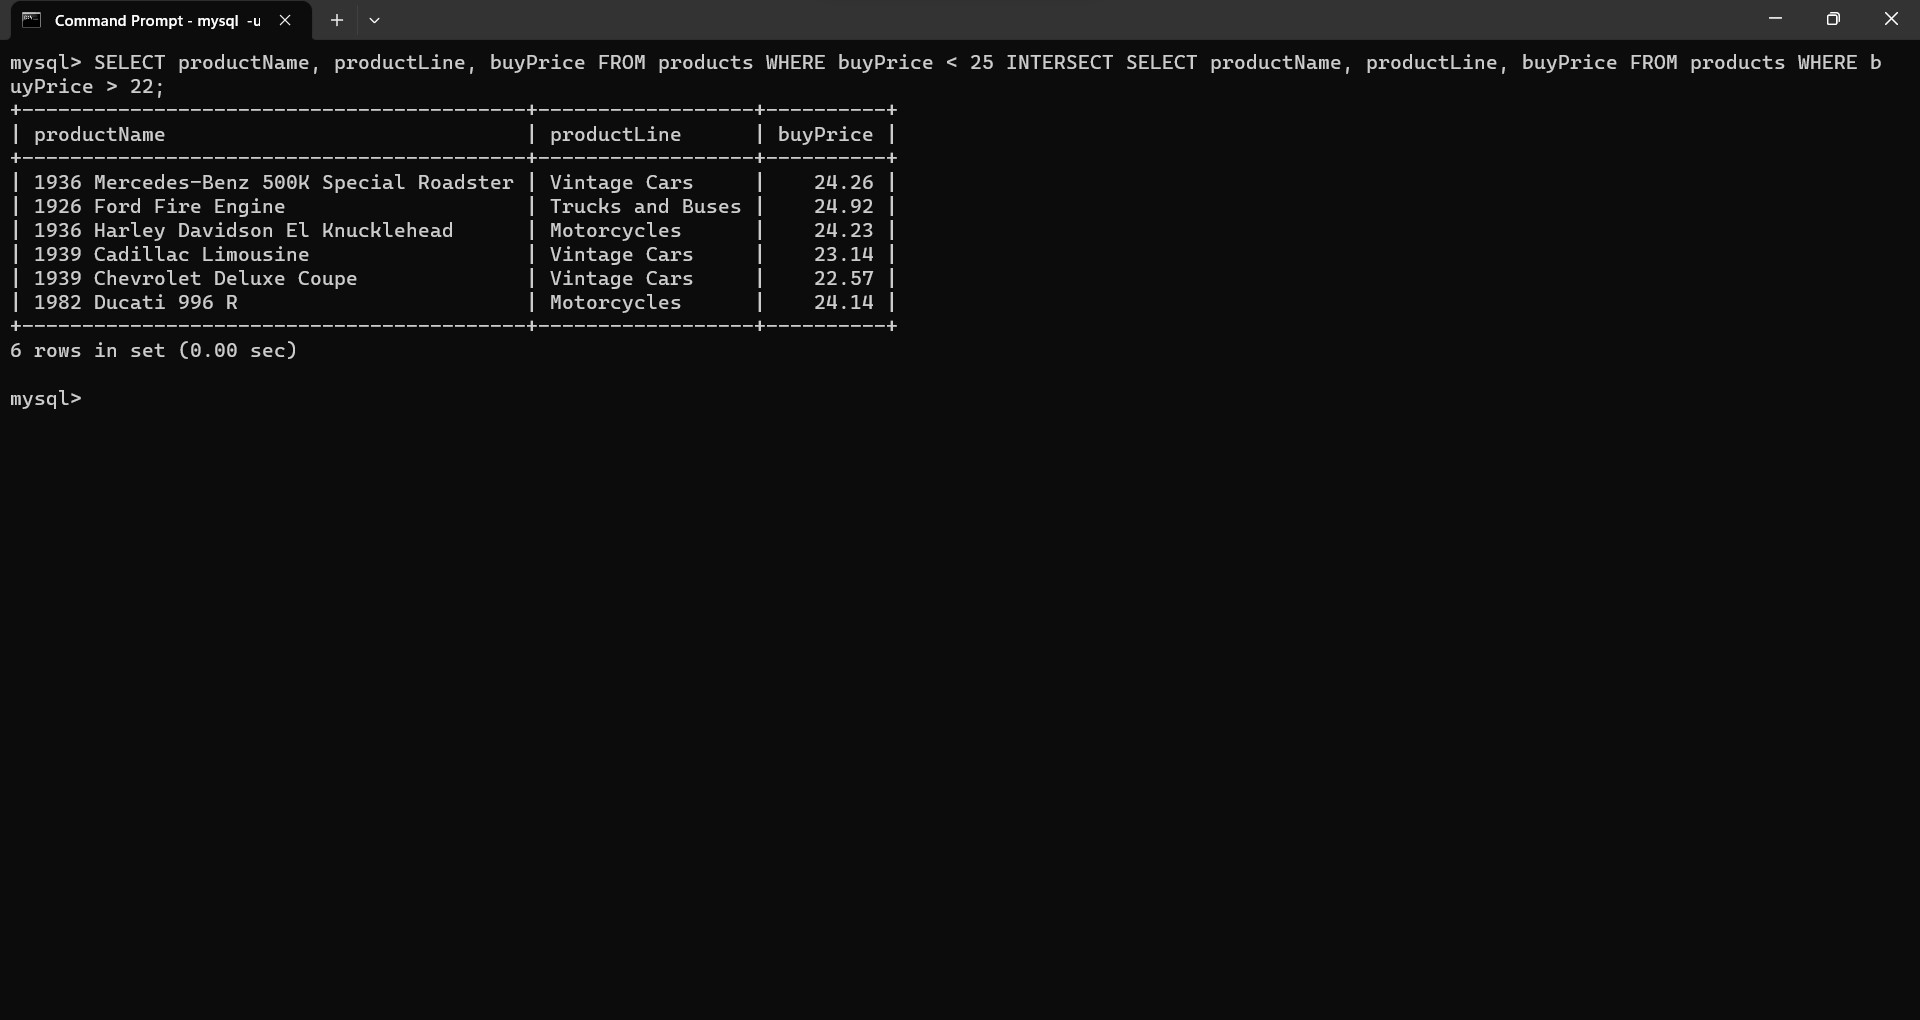 Command Prompt - mysql -u
mysql> SELECT productName, productLine, buyPrice FROM products WHERE buyPrice < 25 INTERSECT SELECT productName, productLine, buyPrice FROM products WHERE b
uyPrice > 22;
+------------------------------------------+------------------+----------+
| productName                              | productLine      | buyPrice |
+------------------------------------------+------------------+----------+
| 1936 Mercedes-Benz 500K Special Roadster | Vintage Cars     |    24.26 |
| 1926 Ford Fire Engine                    | Trucks and Buses |    24.92 |
| 1936 Harley Davidson El Knucklehead      | Motorcycles      |    24.23 |
| 1939 Cadillac Limousine                  | Vintage Cars     |    23.14 |
| 1939 Chevrolet Deluxe Coupe              | Vintage Cars     |    22.57 |
| 1982 Ducati 996 R                        | Motorcycles      |    24.14 |
+------------------------------------------+------------------+----------+
6 rows in set (0.00 sec)
mysql>